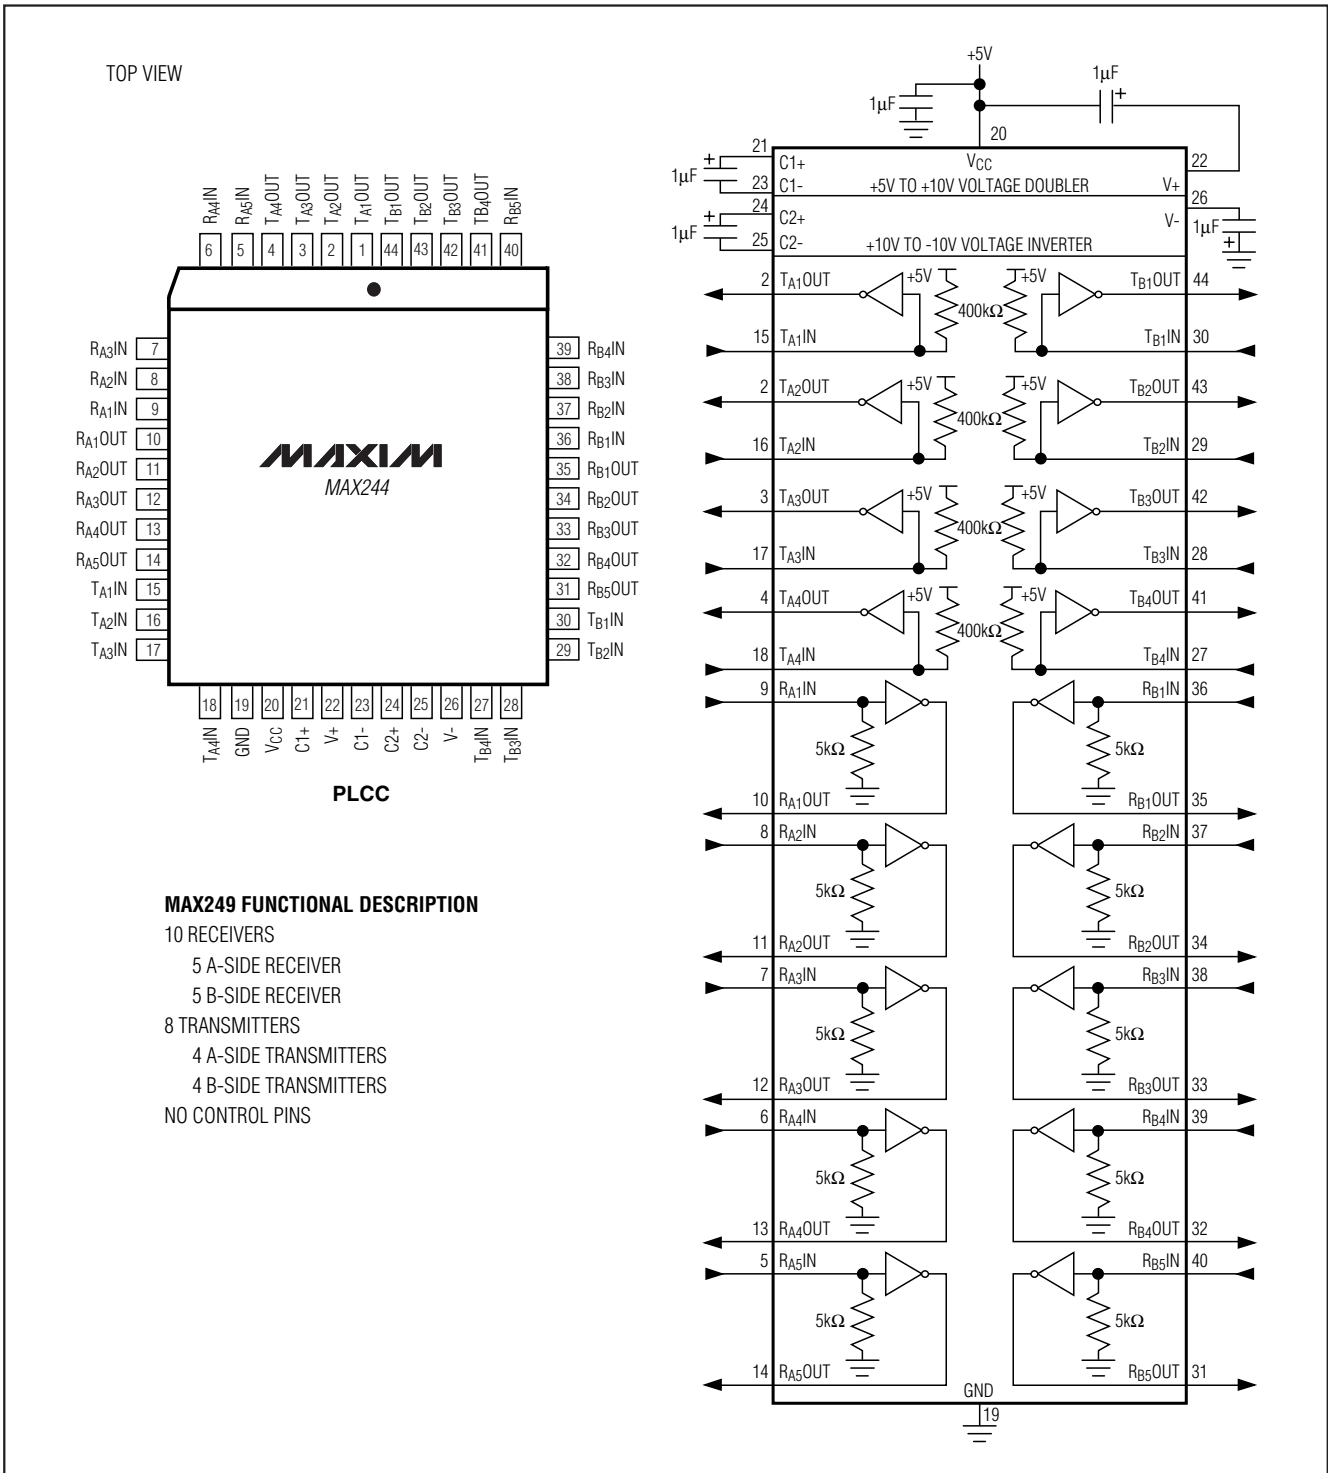 TOP VIEW
6 5 4 3 2 1 44 43 42 41 40
RA4IN RA5IN TA4OUT TA3OUT TA2OUT TA1OUT TB1OUT TB2OUT TB3OUT TB4OUT RB5IN
RA3IN 7
RA2IN 8
RA1IN 9
RA1OUT 10
RA2OUT 11
RA3OUT 12
RA4OUT 13
RA5OUT 14
TA1IN 15
TA2IN 16
TA3IN 17
MAXIM
MAX244
39 RB4IN
38 RB3IN
37 RB2IN
36 RB1IN
35 RB1OUT
34 RB2OUT
33 RB3OUT
32 RB4OUT
31 RB5OUT
30 TB1IN
29 TB2IN
18 19 20 21 22 23 24 25 26 27 28
TA4IN GND VCC C1+ V+ C1- C2+ C2- V- TB4IN TB3IN
PLCC
MAX249 FUNCTIONAL DESCRIPTION
10 RECEIVERS
5 A-SIDE RECEIVER
5 B-SIDE RECEIVER
8 TRANSMITTERS
4 A-SIDE TRANSMITTERS
4 B-SIDE TRANSMITTERS
NO CONTROL PINS
+5V
1µF
1µF +
20
21 C1+ VCC 22
+ 1µF
23 C1- +5V TO +10V VOLTAGE DOUBLER V+
24 C2+ V- 26
+ 1µF 1µF +
25 C2- +10V TO -10V VOLTAGE INVERTER
2 TA1OUT +5V +5V TB1OUT 44
400kΩ
15 TA1IN TB1IN 30
2 TA2OUT +5V +5V TB2OUT 43
400kΩ
16 TA2IN TB2IN 29
3 TA3OUT +5V +5V TB3OUT 42
400kΩ
17 TA3IN TB3IN 28
4 TA4OUT +5V +5V TB4OUT 41
400kΩ
18 TA4IN TB4IN 27
9 RA1IN RB1IN 36
5kΩ 5kΩ
10 RA1OUT RB1OUT 35
8 RA2IN RB2IN 37
5kΩ 5kΩ
11 RA2OUT RB2OUT 34
7 RA3IN RB3IN 38
5kΩ 5kΩ
12 RA3OUT RB3OUT 33
6 RA4IN RB4IN 39
5kΩ 5kΩ
13 RA4OUT RB4OUT 32
5 RA5IN RB5IN 40
5kΩ 5kΩ
14 RA5OUT RB5OUT 31
GND
19